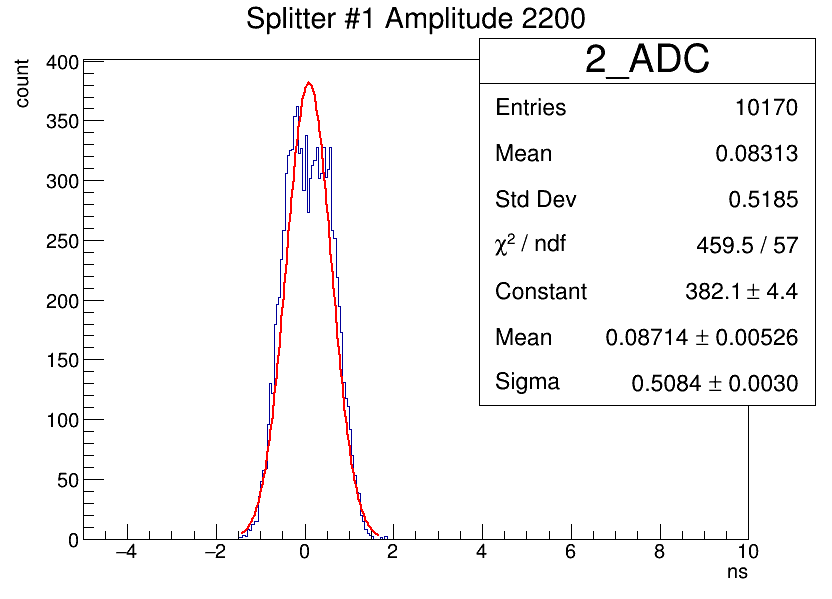 Splitter #1 Amplitude 2200
2_ADC
Entries 10170
Mean 0.08313
Std Dev 0.5185
χ² / ndf 459.5 / 57
Constant 382.1 ± 4.4
Mean 0.08714 ± 0.00526
Sigma 0.5084 ± 0.0030
count
400
350
300
250
200
150
100
50
0
−4 −2 0 2 4 6 8 10
ns